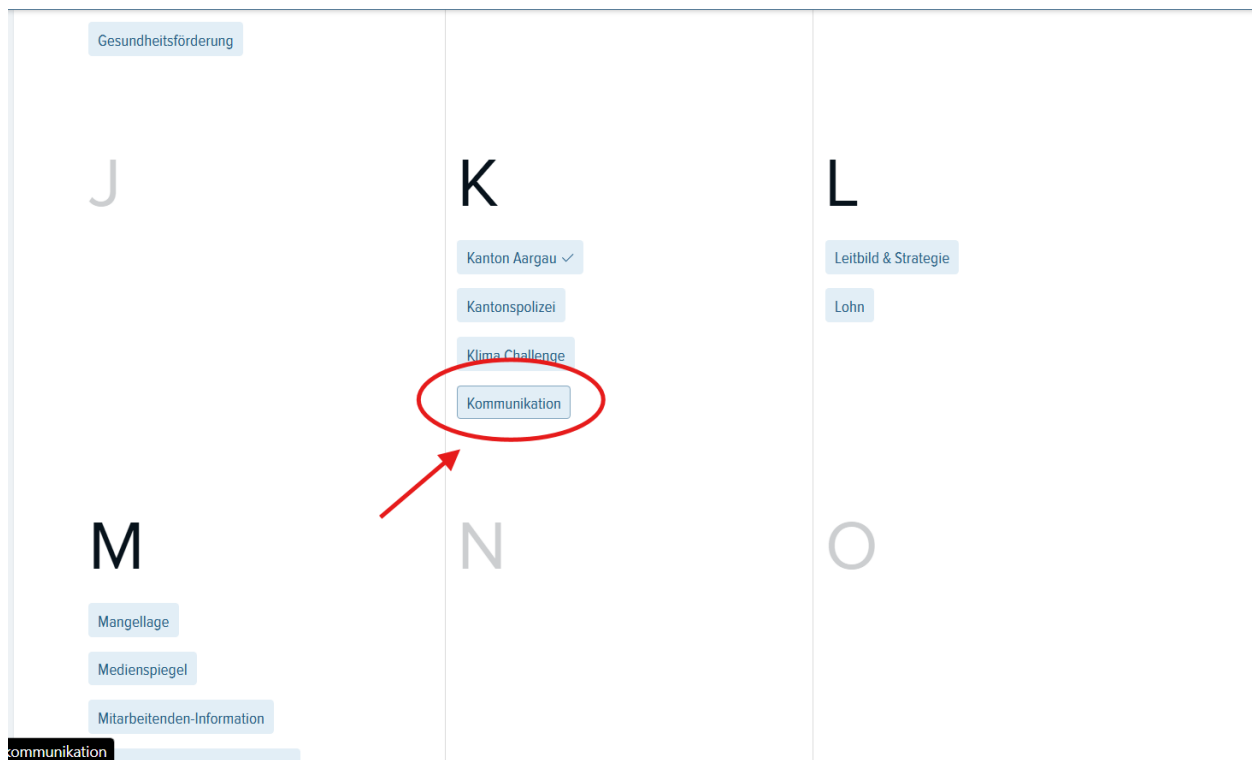 Gesundheitsförderung
J
K
L
Kanton Aargau
Leitbild & Strategie
Kantonspolizei
Lohn
Klima Challenge
Kommunikation
M
N
O
Mangellage
Medienspiegel
Mitarbeitenden-Information
kommunikation